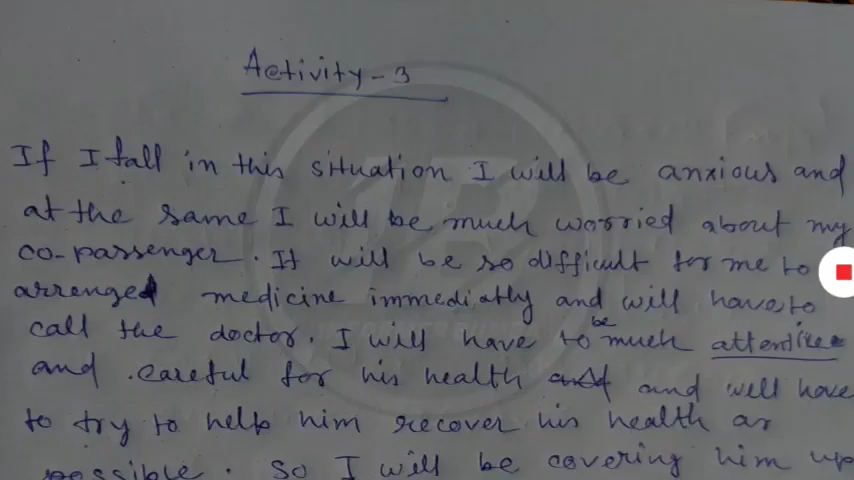 Activity-3
If I fall in this situation I will be anxious and
at the same I will be much worried about my
co-passenger. It will be so difficult for me to
arrenged medicine immediatly and will have to
call the doctor. I will have to be much attentive
and careful for his health and and will have
to try to help him recover his health as
possible. So I will be covering him up